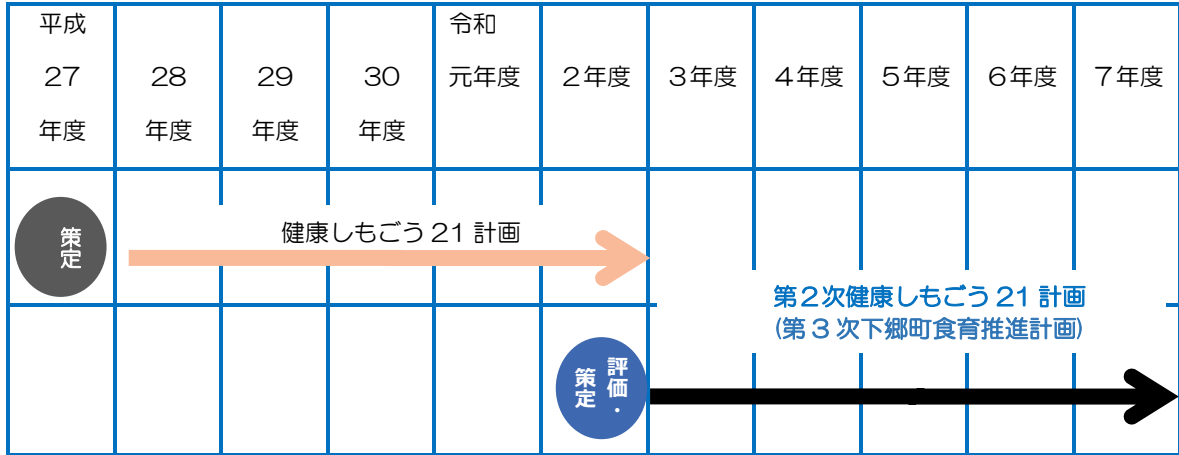 平成
27
年度
28
年度
29
年度
30
年度
令和
元年度
2年度
3年度
4年度
5年度
6年度
7年度
策定
健康しもごう 21 計画
第2次健康しもごう 21 計画
(第 3 次下郷町食育推進計画)
評価・
策定